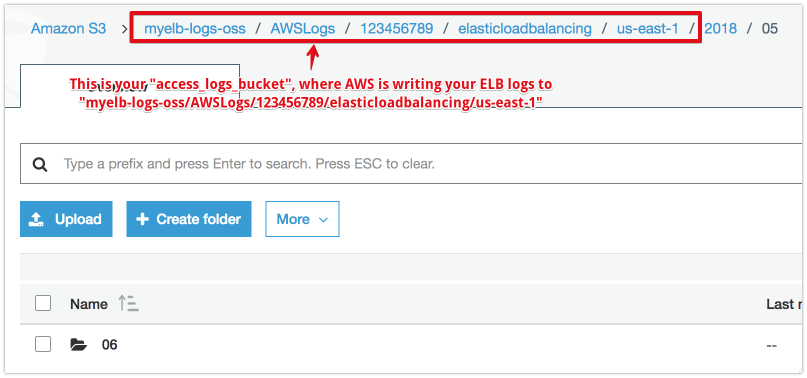 Amazon S3 > myelb-logs-oss / AWSLogs / 123456789 / elasticloadbalancing / us-east-1 / 2018 / 05
This is your "access_logs_bucket", where AWS is writing your ELB logs to
"myelb-logs-oss/AWSLogs/123456789/elasticloadbalancing/us-east-1"
Type a prefix and press Enter to search. Press ESC to clear.
Upload + Create folder More
Name Last
06 --